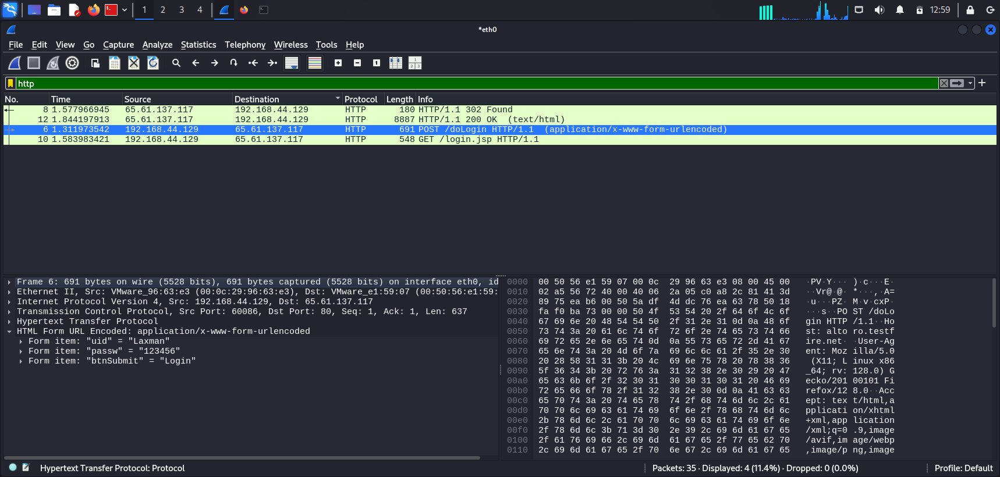 1 2 3 4 12:59
*eth0
File Edit View Go Capture Analyze Statistics Telephony Wireless Tools Help
http
No. Time Source Destination Protocol Length Info
8 1.577966945 65.61.137.117 192.168.44.129 HTTP 180 HTTP/1.1 302 Found
12 1.844197913 65.61.137.117 192.168.44.129 HTTP 8887 HTTP/1.1 200 OK (text/html)
6 1.311973542 192.168.44.129 65.61.137.117 HTTP 691 POST /doLogin HTTP/1.1 (application/x-www-form-urlencoded)
10 1.583983421 192.168.44.129 65.61.137.117 HTTP 548 GET /login.jsp HTTP/1.1
Frame 6: 691 bytes on wire (5528 bits), 691 bytes captured (5528 bits) on interface eth0, id
Ethernet II, Src: VMware_96:63:e3 (00:0c:29:96:63:e3), Dst: VMware_e1:59:07 (00:50:56:e1:59:
Internet Protocol Version 4, Src: 192.168.44.129, Dst: 65.61.137.117
Transmission Control Protocol, Src Port: 60086, Dst Port: 80, Seq: 1, Ack: 1, Len: 637
Hypertext Transfer Protocol
HTML Form URL Encoded: application/x-www-form-urlencoded
Form item: "uid" = "Laxman"
Form item: "passw" = "123456"
Form item: "btnSubmit" = "Login"
0000 00 50 56 e1 59 07 00 0c 29 96 63 e3 08 00 45 00 ·PV·Y··· )·c···E·
0010 02 a5 56 72 40 00 40 06 2a 05 c0 a8 2c 81 41 3d ··Vr@·@· *···,·A=
0020 89 75 ea b6 00 50 5a df 4d dc 76 ea 63 78 50 18 ·u···PZ· M·v·cxP·
0030 fa f0 ba 73 00 00 50 4f 53 54 20 2f 64 6f 4c 6f ···s··PO ST /doLo
0040 67 69 6e 20 48 54 54 50 2f 31 2e 31 0d 0a 48 6f gin HTTP /1.1··Ho
0050 73 74 3a 20 61 6c 74 6f 72 6f 2e 74 65 73 74 66 st: alto ro.testf
0060 69 72 65 2e 6e 65 74 0d 0a 55 73 65 72 2d 41 67 ire.net· ·User-Ag
0070 65 6e 74 3a 20 4d 6f 7a 69 6c 6c 61 2f 35 2e 30 ent: Moz illa/5.0
0080 20 28 58 31 31 3b 20 4c 69 6e 75 78 20 78 38 36 (X11; L inux x86
0090 5f 36 34 3b 20 72 76 3a 31 32 38 2e 30 29 20 47 _64; rv: 128.0) G
00a0 65 63 6b 6f 2f 32 30 31 30 30 31 30 31 20 46 69 ecko/201 00101 Fi
00b0 72 65 66 6f 78 2f 31 32 38 2e 30 0d 0a 41 63 63 refox/12 8.0··Acc
00c0 65 70 74 3a 20 74 65 78 74 2f 68 74 6d 6c 2c 61 ept: tex t/html,a
00d0 70 70 6c 69 63 61 74 69 6f 6e 2f 78 68 74 6d 6c pplicati on/xhtml
00e0 2b 78 6d 6c 2c 61 70 70 6c 69 63 61 74 69 6f 6e +xml,app lication
00f0 2f 78 6d 6c 3b 71 3d 30 2e 39 2c 69 6d 61 67 65 /xml;q=0 .9,image
0100 2f 61 76 69 66 2c 69 6d 61 67 65 2f 77 65 62 70 /avif,im age/webp
0110 2c 69 6d 61 67 65 2f 70 6e 67 2c 69 6d 61 67 65 ,image/p ng,image
Hypertext Transfer Protocol: Protocol Packets: 35 · Displayed: 4 (11.4%) · Dropped: 0 (0.0%) Profile: Default